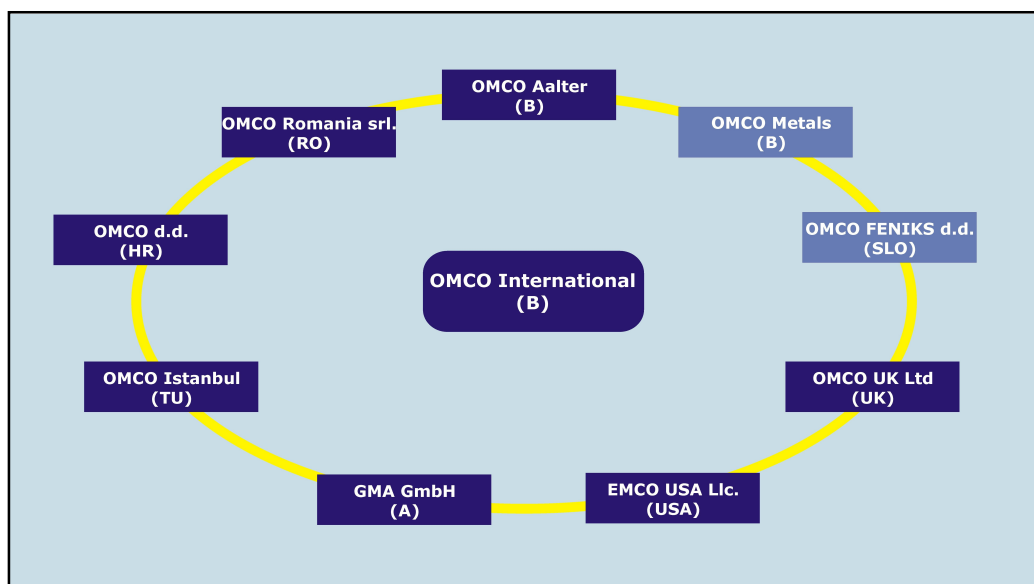 OMCO Aalter
(B)
OMCO Romania srl.
(RO)
OMCO Metals
(B)
OMCO d.d.
(HR)
OMCO FENIKS d.d.
(SLO)
OMCO International
(B)
OMCO Istanbul
(TU)
OMCO UK Ltd
(UK)
GMA GmbH
(A)
EMCO USA Llc.
(USA)